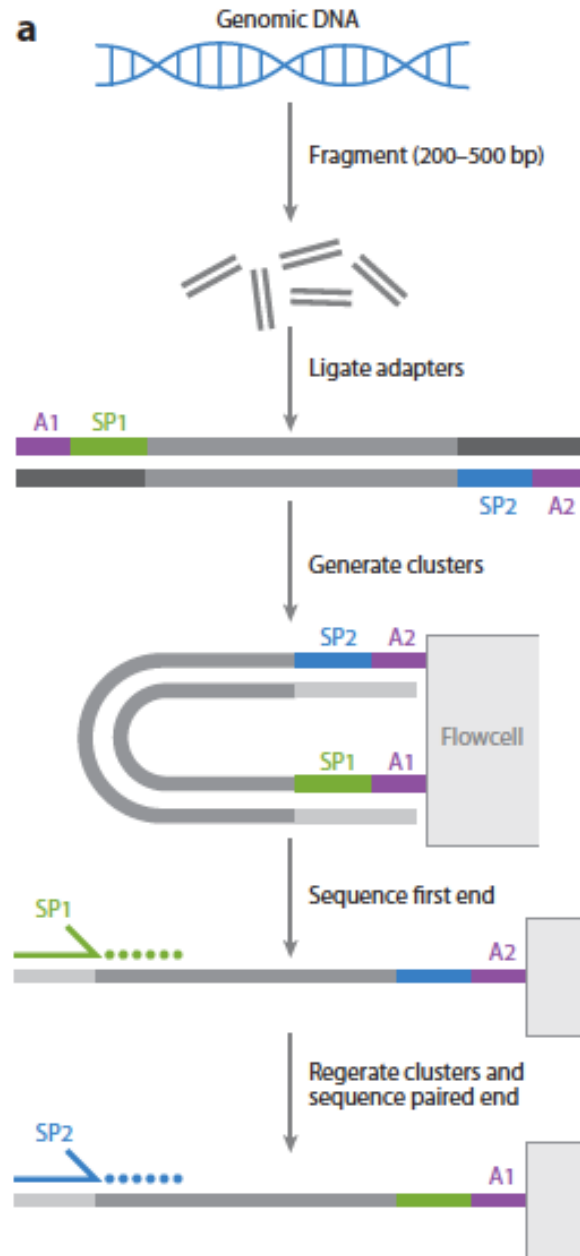 a
Genomic DNA
Fragment (200–500 bp)
Ligate adapters
A1 SP1
SP2 A2
Generate clusters
SP2 A2
Flowcell
SP1 A1
Sequence first end
SP1
A2
Regerate clusters and
sequence paired end
SP2
A1